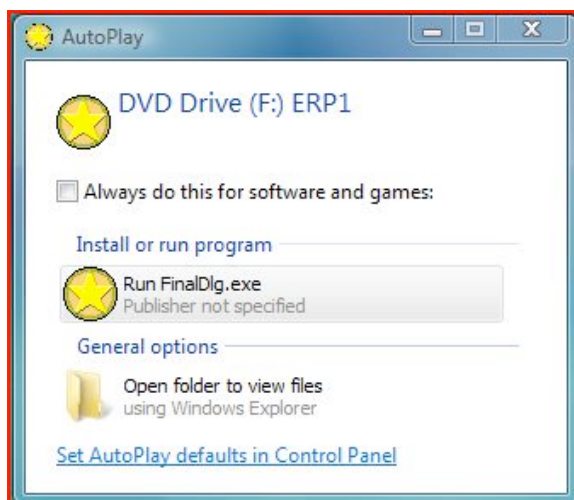 AutoPlay
DVD Drive (F:) ERP1
Always do this for software and games:
Install or run program
Run FinalDlg.exe
Publisher not specified
General options
Open folder to view files
using Windows Explorer
Set AutoPlay defaults in Control Panel